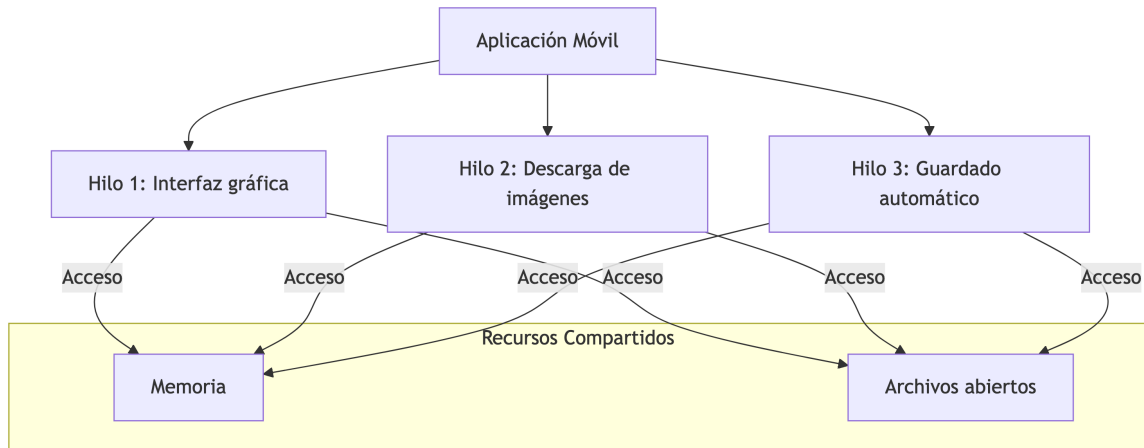 Aplicación Móvil
Hilo 1: Interfaz gráfica
Hilo 2: Descarga de
imágenes
Hilo 3: Guardado
automático
Acceso
Acceso
Acceso
Acceso
Acceso
Acceso
Recursos Compartidos
Memoria
Archivos abiertos